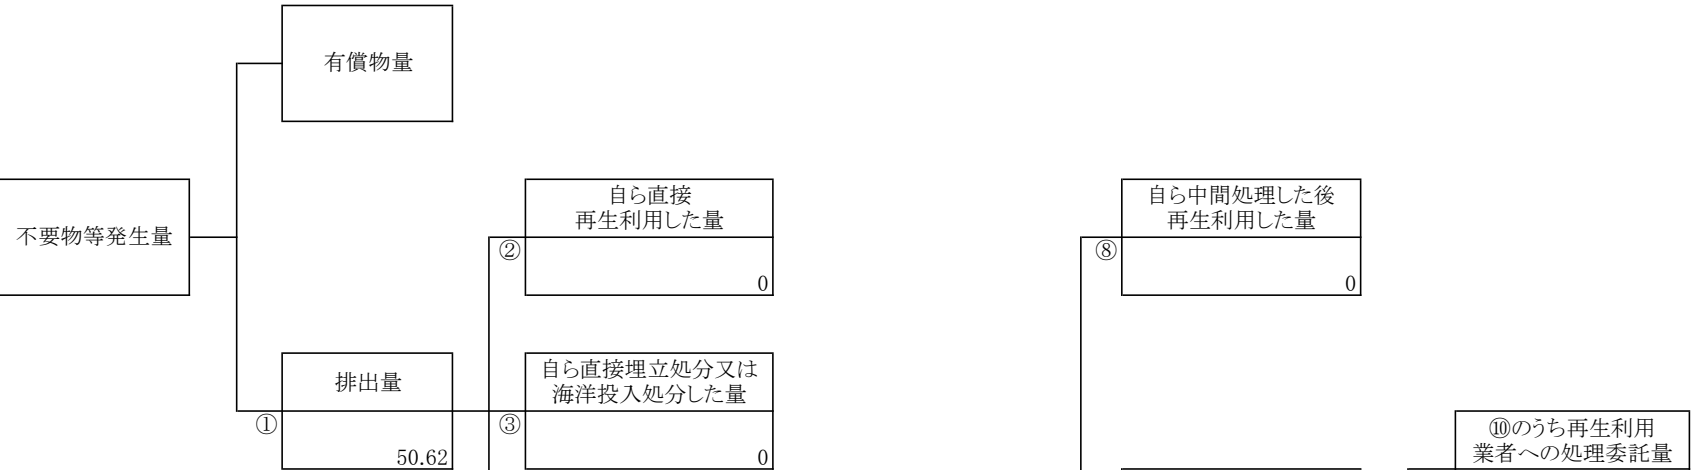 有償物量
不要物等発生量
自ら直接
再生利用した量
②
0
自ら中間処理した後
再生利用した量
⑧
0
排出量
①
50.62
自ら直接埋立処分又は
海洋投入処分した量
③
0
⑩のうち再生利用
業者への処理委託量